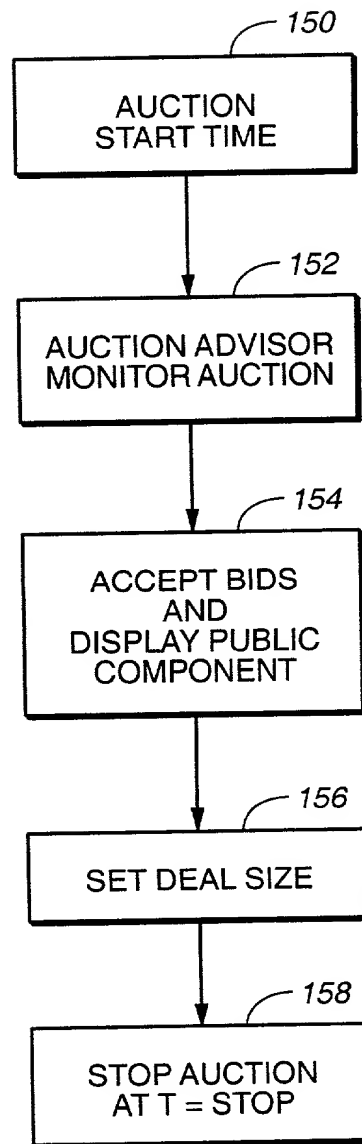 150
AUCTION
START TIME
152
AUCTION ADVISOR
MONITOR AUCTION
154
ACCEPT BIDS
AND
DISPLAY PUBLIC
COMPONENT
156
SET DEAL SIZE
158
STOP AUCTION
AT T = STOP